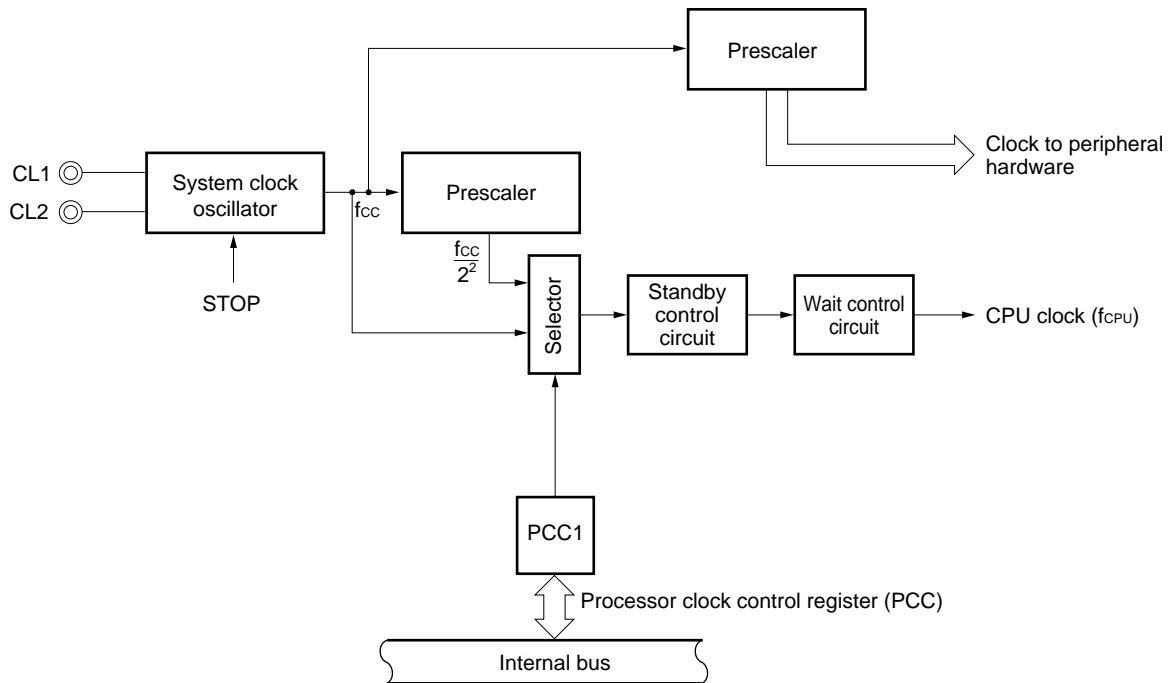 Prescaler
Clock to peripheral
hardware
CL1
CL2
System clock
oscillator
fCC
Prescaler
STOP
fCC
2²
Selector
Standby
control
circuit
Wait control
circuit
CPU clock (fCPU)
PCC1
Processor clock control register (PCC)
Internal bus